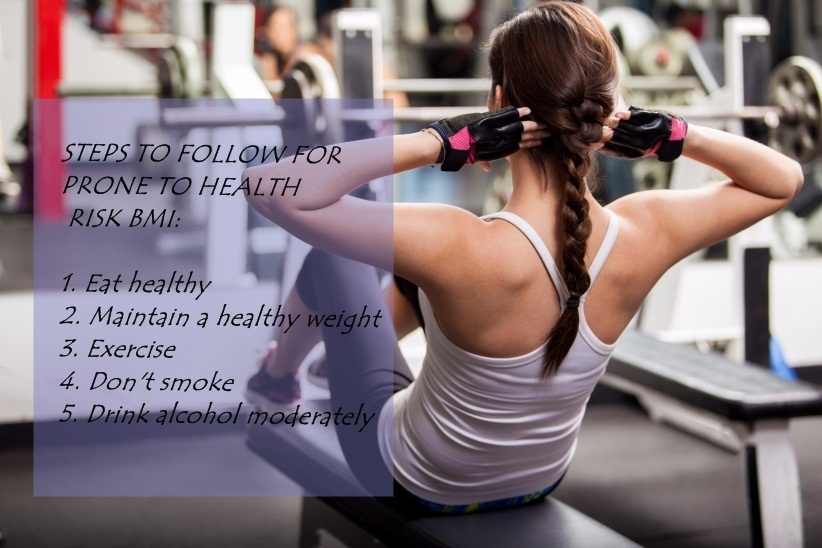 STEPS TO FOLLOW FOR
PRONE TO HEALTH
RISK BMI:
1. Eat healthy
2. Maintain a healthy weight
3. Exercise
4. Don't smoke
5. Drink alcohol moderately